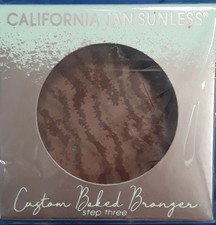 CALIFORNIA TAN SUNLESS®
Custom Baked Bronzer
step three